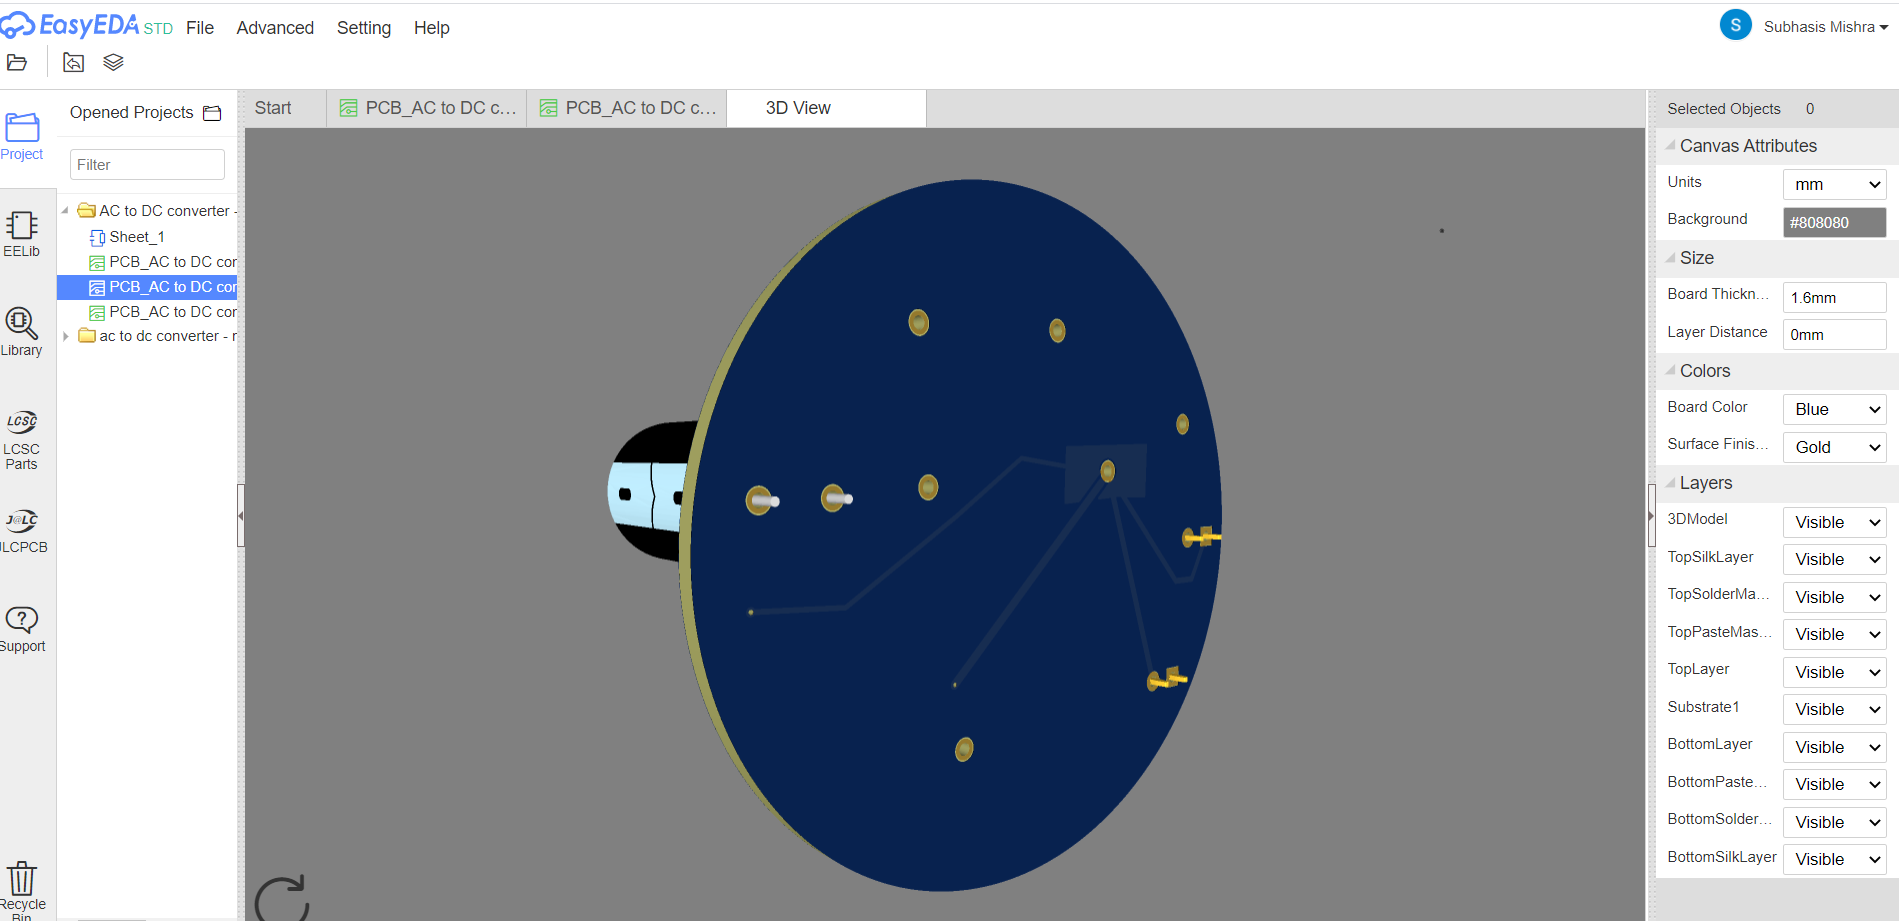 EasyEDA STD File Advanced Setting Help
S Subhasis Mishra
Project
EELib
Library
LCSC
LCSC
Parts
J@LC
JLCPCB
Support
Recycle
Bin
Opened Projects
Filter
AC to DC converter -
Sheet_1
PCB_AC to DC cor
PCB_AC to DC cor
PCB_AC to DC cor
ac to dc converter - r
Start PCB_AC to DC c... PCB_AC to DC c... 3D View
Selected Objects 0
Canvas Attributes
Units mm
Background #808080
Size
Board Thickn... 1.6mm
Layer Distance 0mm
Colors
Board Color Blue
Surface Finis... Gold
Layers
3DModel Visible
TopSilkLayer Visible
TopSolderMa... Visible
TopPasteMas... Visible
TopLayer Visible
Substrate1 Visible
BottomLayer Visible
BottomPaste... Visible
BottomSolder... Visible
BottomSilkLayer Visible